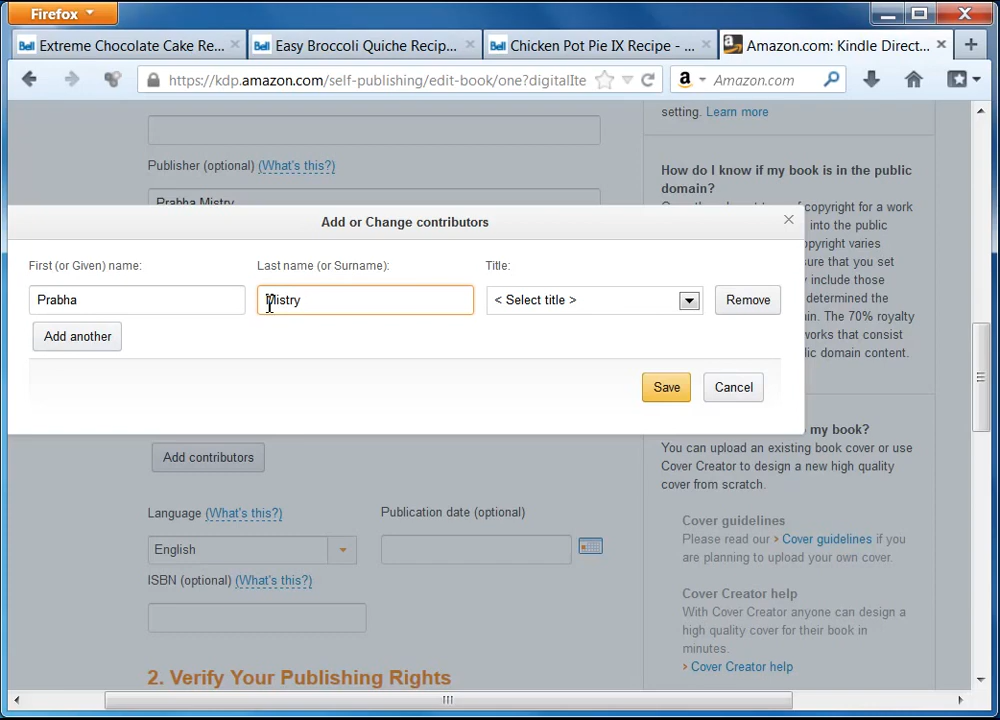 Firefox
Extreme Chocolate Cake Re...
Easy Broccoli Quiche Recip...
Chicken Pot Pie IX Recipe - ...
Amazon.com: Kindle Direct...
https://kdp.amazon.com/self-publishing/edit-book/one?digitalIte
Amazon.com
setting. Learn more
Publisher (optional) (What's this?)
Prabha Mistry
How do I know if my book is in the public
domain?
copyright for a work
into the public
opyright varies
sure that you set
y include those
determined the
in. The 70% royalty
works that consist
lic domain content.
Add or Change contributors
First (or Given) name:
Last name (or Surname):
Title:
Prabha
Mistry
< Select title >
Remove
Add another
Save
Cancel
my book?
You can upload an existing book cover or use
Cover Creator to design a new high quality
cover from scratch.
Add contributors
Language (What's this?)
Publication date (optional)
English
ISBN (optional) (What's this?)
Cover guidelines
Please read our › Cover guidelines if you
are planning to upload your own cover.
Cover Creator help
With Cover Creator anyone can design a
high quality cover for their book in
minutes.
› Cover Creator help
2. Verify Your Publishing Rights